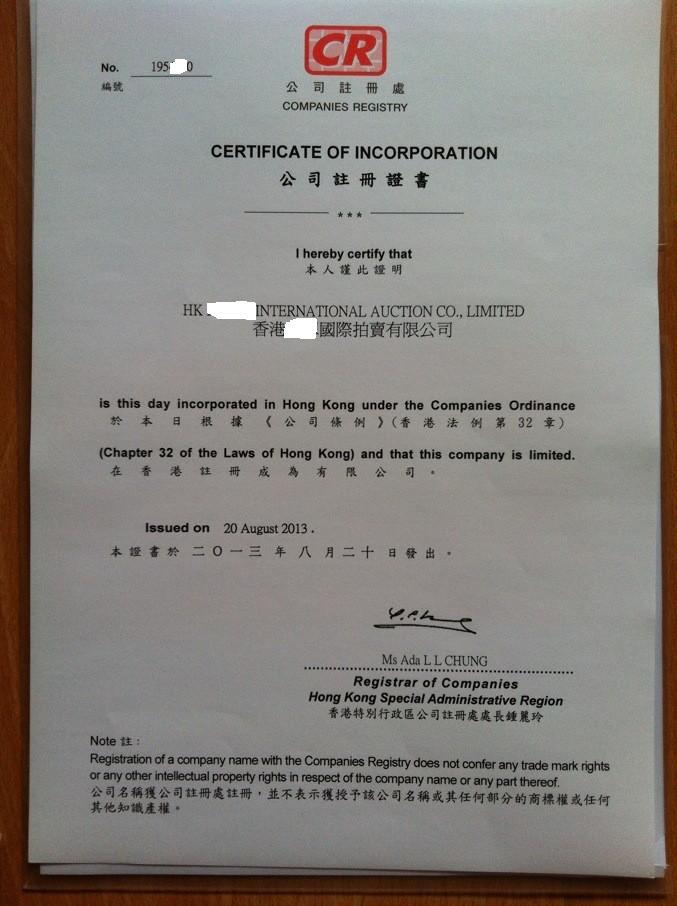 CR
No. 195 0
編號
公司註冊處
COMPANIES REGISTRY
CERTIFICATE OF INCORPORATION
公司註冊證書
***
I hereby certify that
本人謹此證明
HK INTERNATIONAL AUCTION CO., LIMITED
香港 國際拍賣有限公司
is this day incorporated in Hong Kong under the Companies Ordinance
於本日根據《公司條例》(香港法例第32章)
(Chapter 32 of the Laws of Hong Kong) and that this company is limited.
在香港註冊成為有限公司。
Issued on 20 August 2013.
本證書於二O一三年八月二十日發出。
Ms Ada L L CHUNG
Registrar of Companies
Hong Kong Special Administrative Region
香港特別行政區公司註冊處處長鍾麗玲
Note 註:
Registration of a company name with the Companies Registry does not confer any trade mark rights
or any other intellectual property rights in respect of the company name or any part thereof.
公司名稱獲公司註冊處註冊,並不表示獲授予該公司名稱或其任何部分的商標權或任何
其他知識產權。